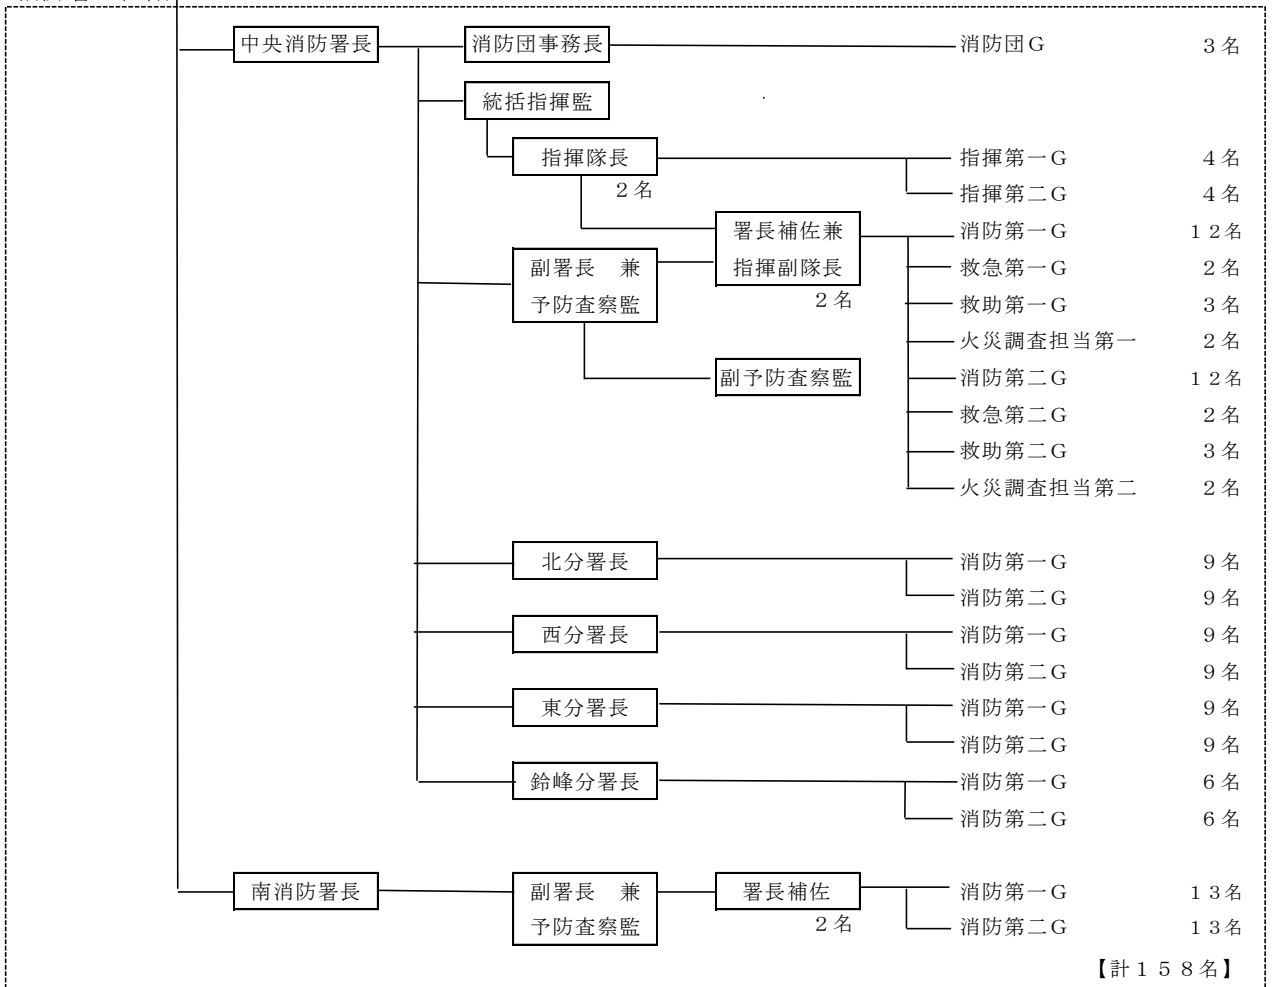 中央消防署長 消防団事務長 消防団G 3名
統括指揮監
指揮隊長 指揮第一G 4名
2名 指揮第二G 4名
署長補佐兼 消防第一G 12名
副署長 兼 指揮副隊長 救急第一G 2名
予防査察監 2名 救助第一G 3名
火災調査担当第一 2名
副予防査察監 消防第二G 12名
救急第二G 2名
救助第二G 3名
火災調査担当第二 2名
北分署長 消防第一G 9名
消防第二G 9名
西分署長 消防第一G 9名
消防第二G 9名
東分署長 消防第一G 9名
消防第二G 9名
鈴峰分署長 消防第一G 6名
消防第二G 6名
南消防署長 副署長 兼 署長補佐 消防第一G 13名
予防査察監 2名 消防第二G 13名
【計158名】